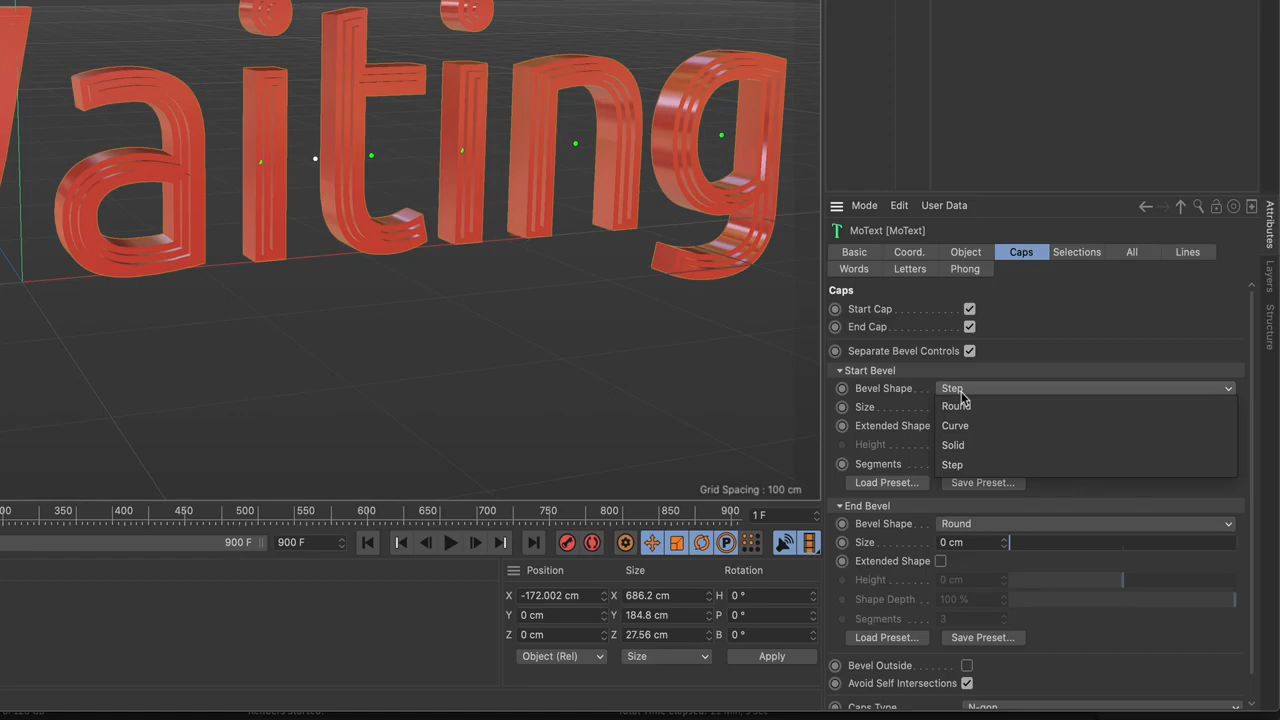 Waiting
Mode Edit User Data
MoText [MoText]
Basic Coord. Object Caps Selections All Lines
Words Letters Phong
Caps
Start Cap
End Cap
Separate Bevel Controls
Start Bevel
Bevel Shape Step
Size Round
Extended Shape Curve
Height Solid
Segments Step
Load Preset... Save Preset...
End Bevel
Bevel Shape Round
Size 0 cm
Extended Shape
Height 0 cm
Shape Depth 100 %
Segments 3
Load Preset... Save Preset...
Bevel Outside
Avoid Self Intersections
Caps Type N-gon
Attributes
Layers
Structure
Grid Spacing : 100 cm
00 350 400 450 500 550 600 650 700 750 800 850 900 1 F
900 F 900 F
Position Size Rotation
X -172.002 cm X 686.2 cm H 0 °
Y 0 cm Y 184.8 cm P 0 °
Z 0 cm Z 27.56 cm B 0 °
Object (Rel) Size Apply